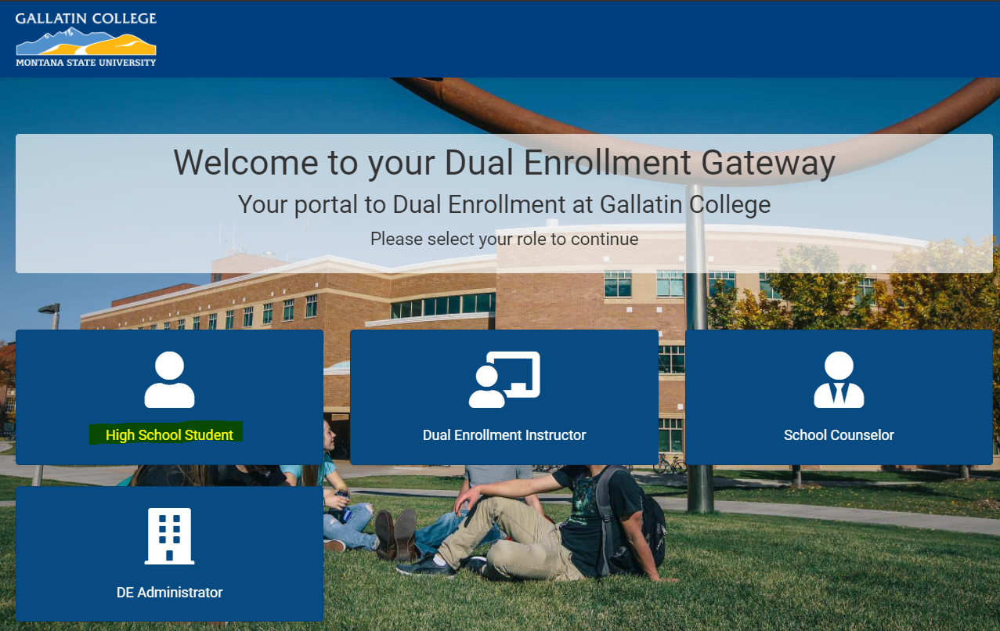 GALLATIN COLLEGE
MONTANA STATE UNIVERSITY
Welcome to your Dual Enrollment Gateway
Your portal to Dual Enrollment at Gallatin College
Please select your role to continue
High School Student
Dual Enrollment Instructor
School Counselor
DE Administrator